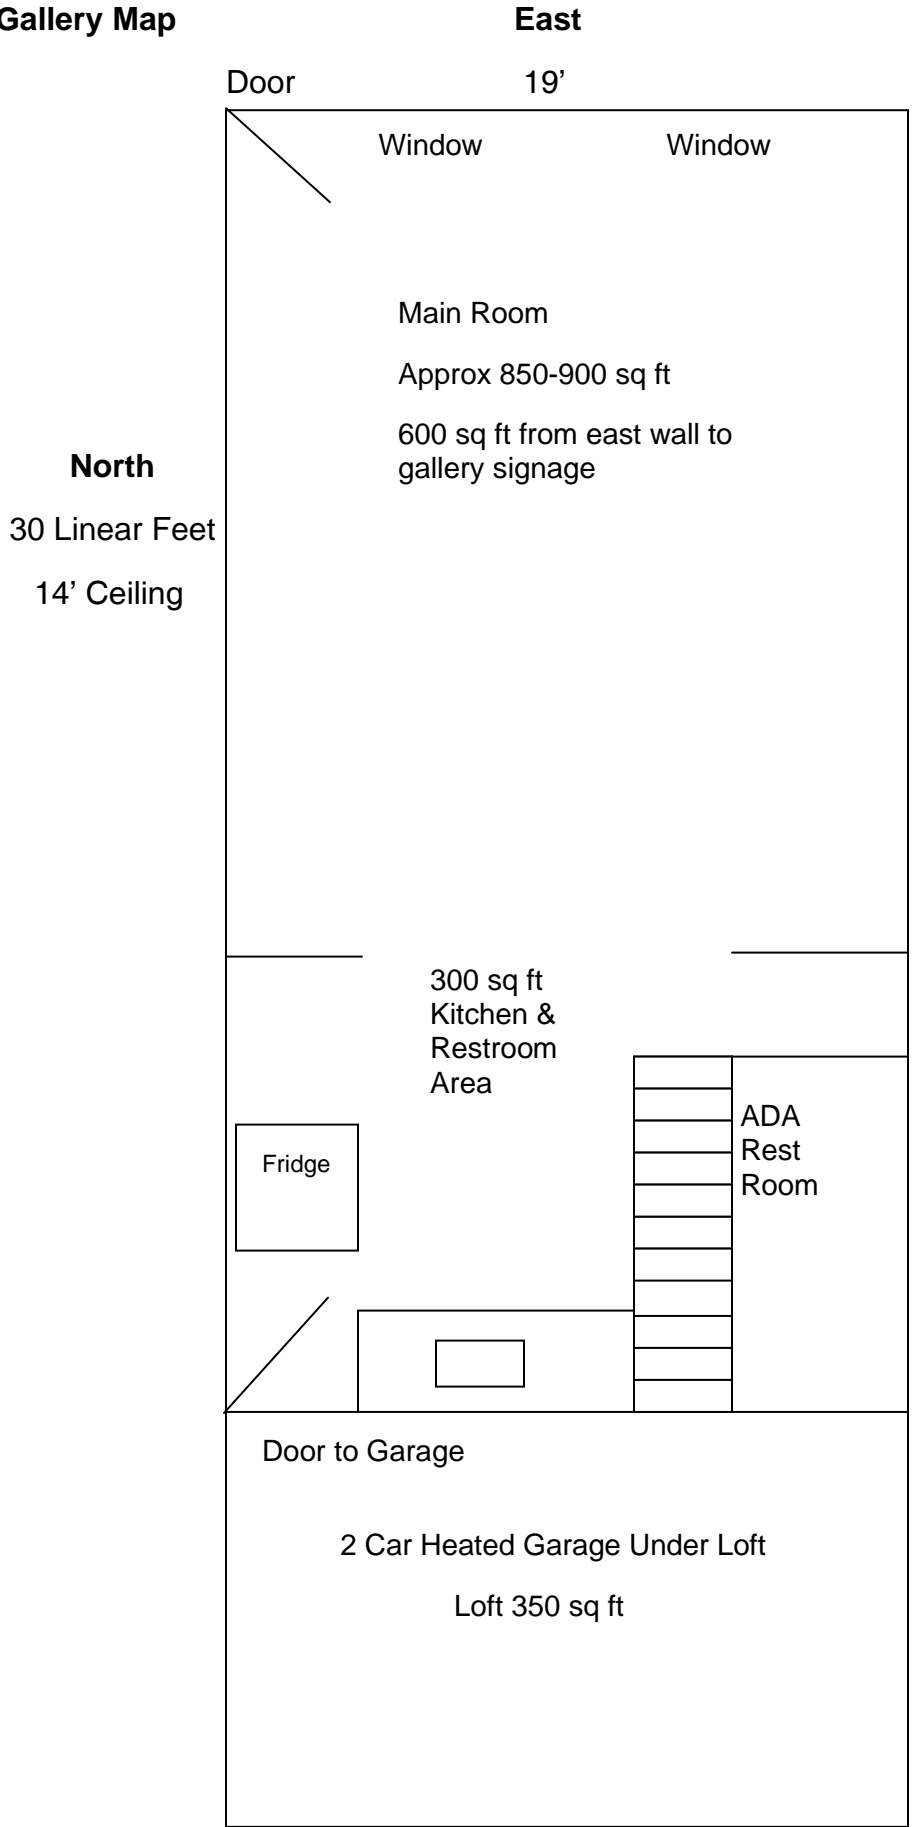 Gallery Map
East
Door
19’
Window
Window
Main Room
Approx 850-900 sq ft
600 sq ft from east wall to
gallery signage
North
30 Linear Feet
14’ Ceiling
300 sq ft
Kitchen &
Restroom
Area
ADA
Rest
Room
Fridge
Door to Garage
2 Car Heated Garage Under Loft
Loft 350 sq ft